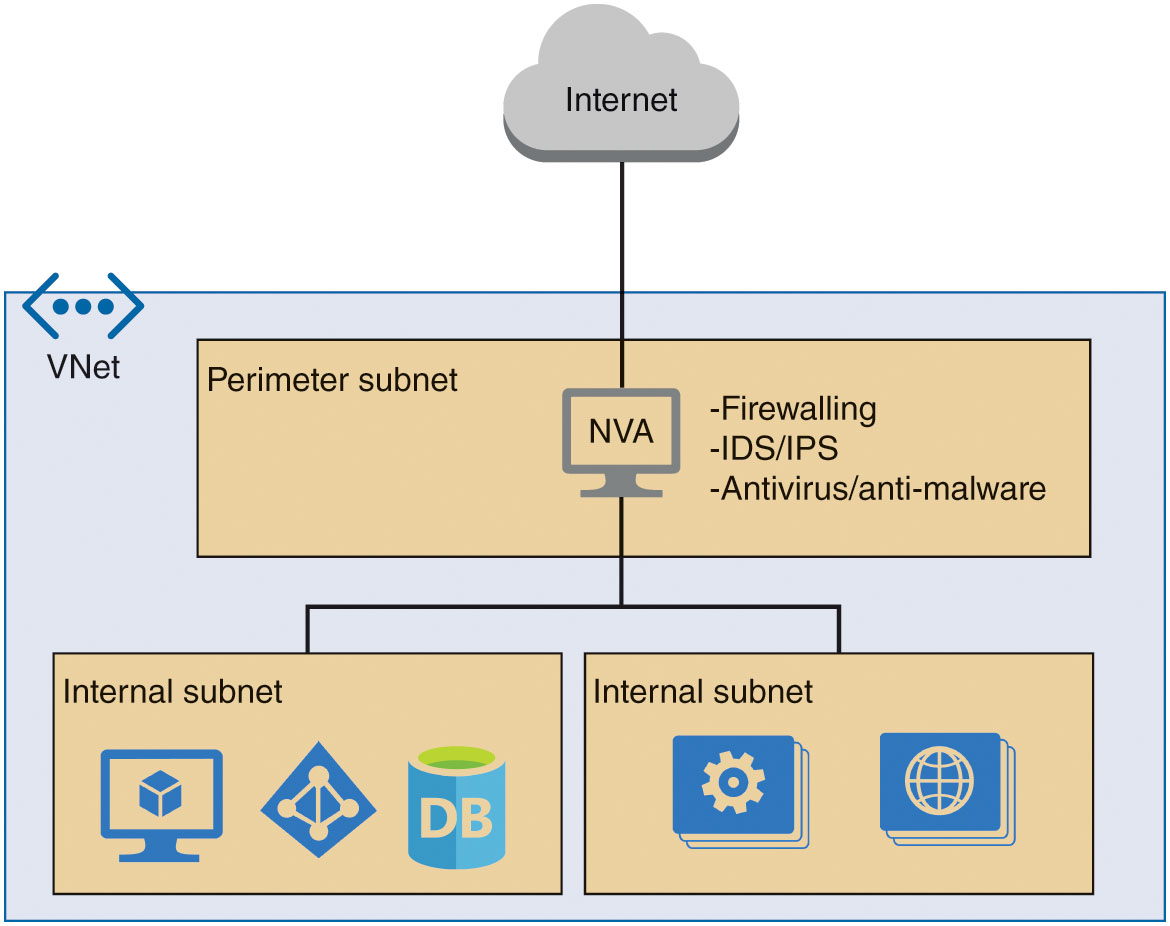 Internet
VNet
Perimeter subnet
NVA
-Firewalling
-IDS/IPS
-Antivirus/anti-malware
Internal subnet
DB
Internal subnet